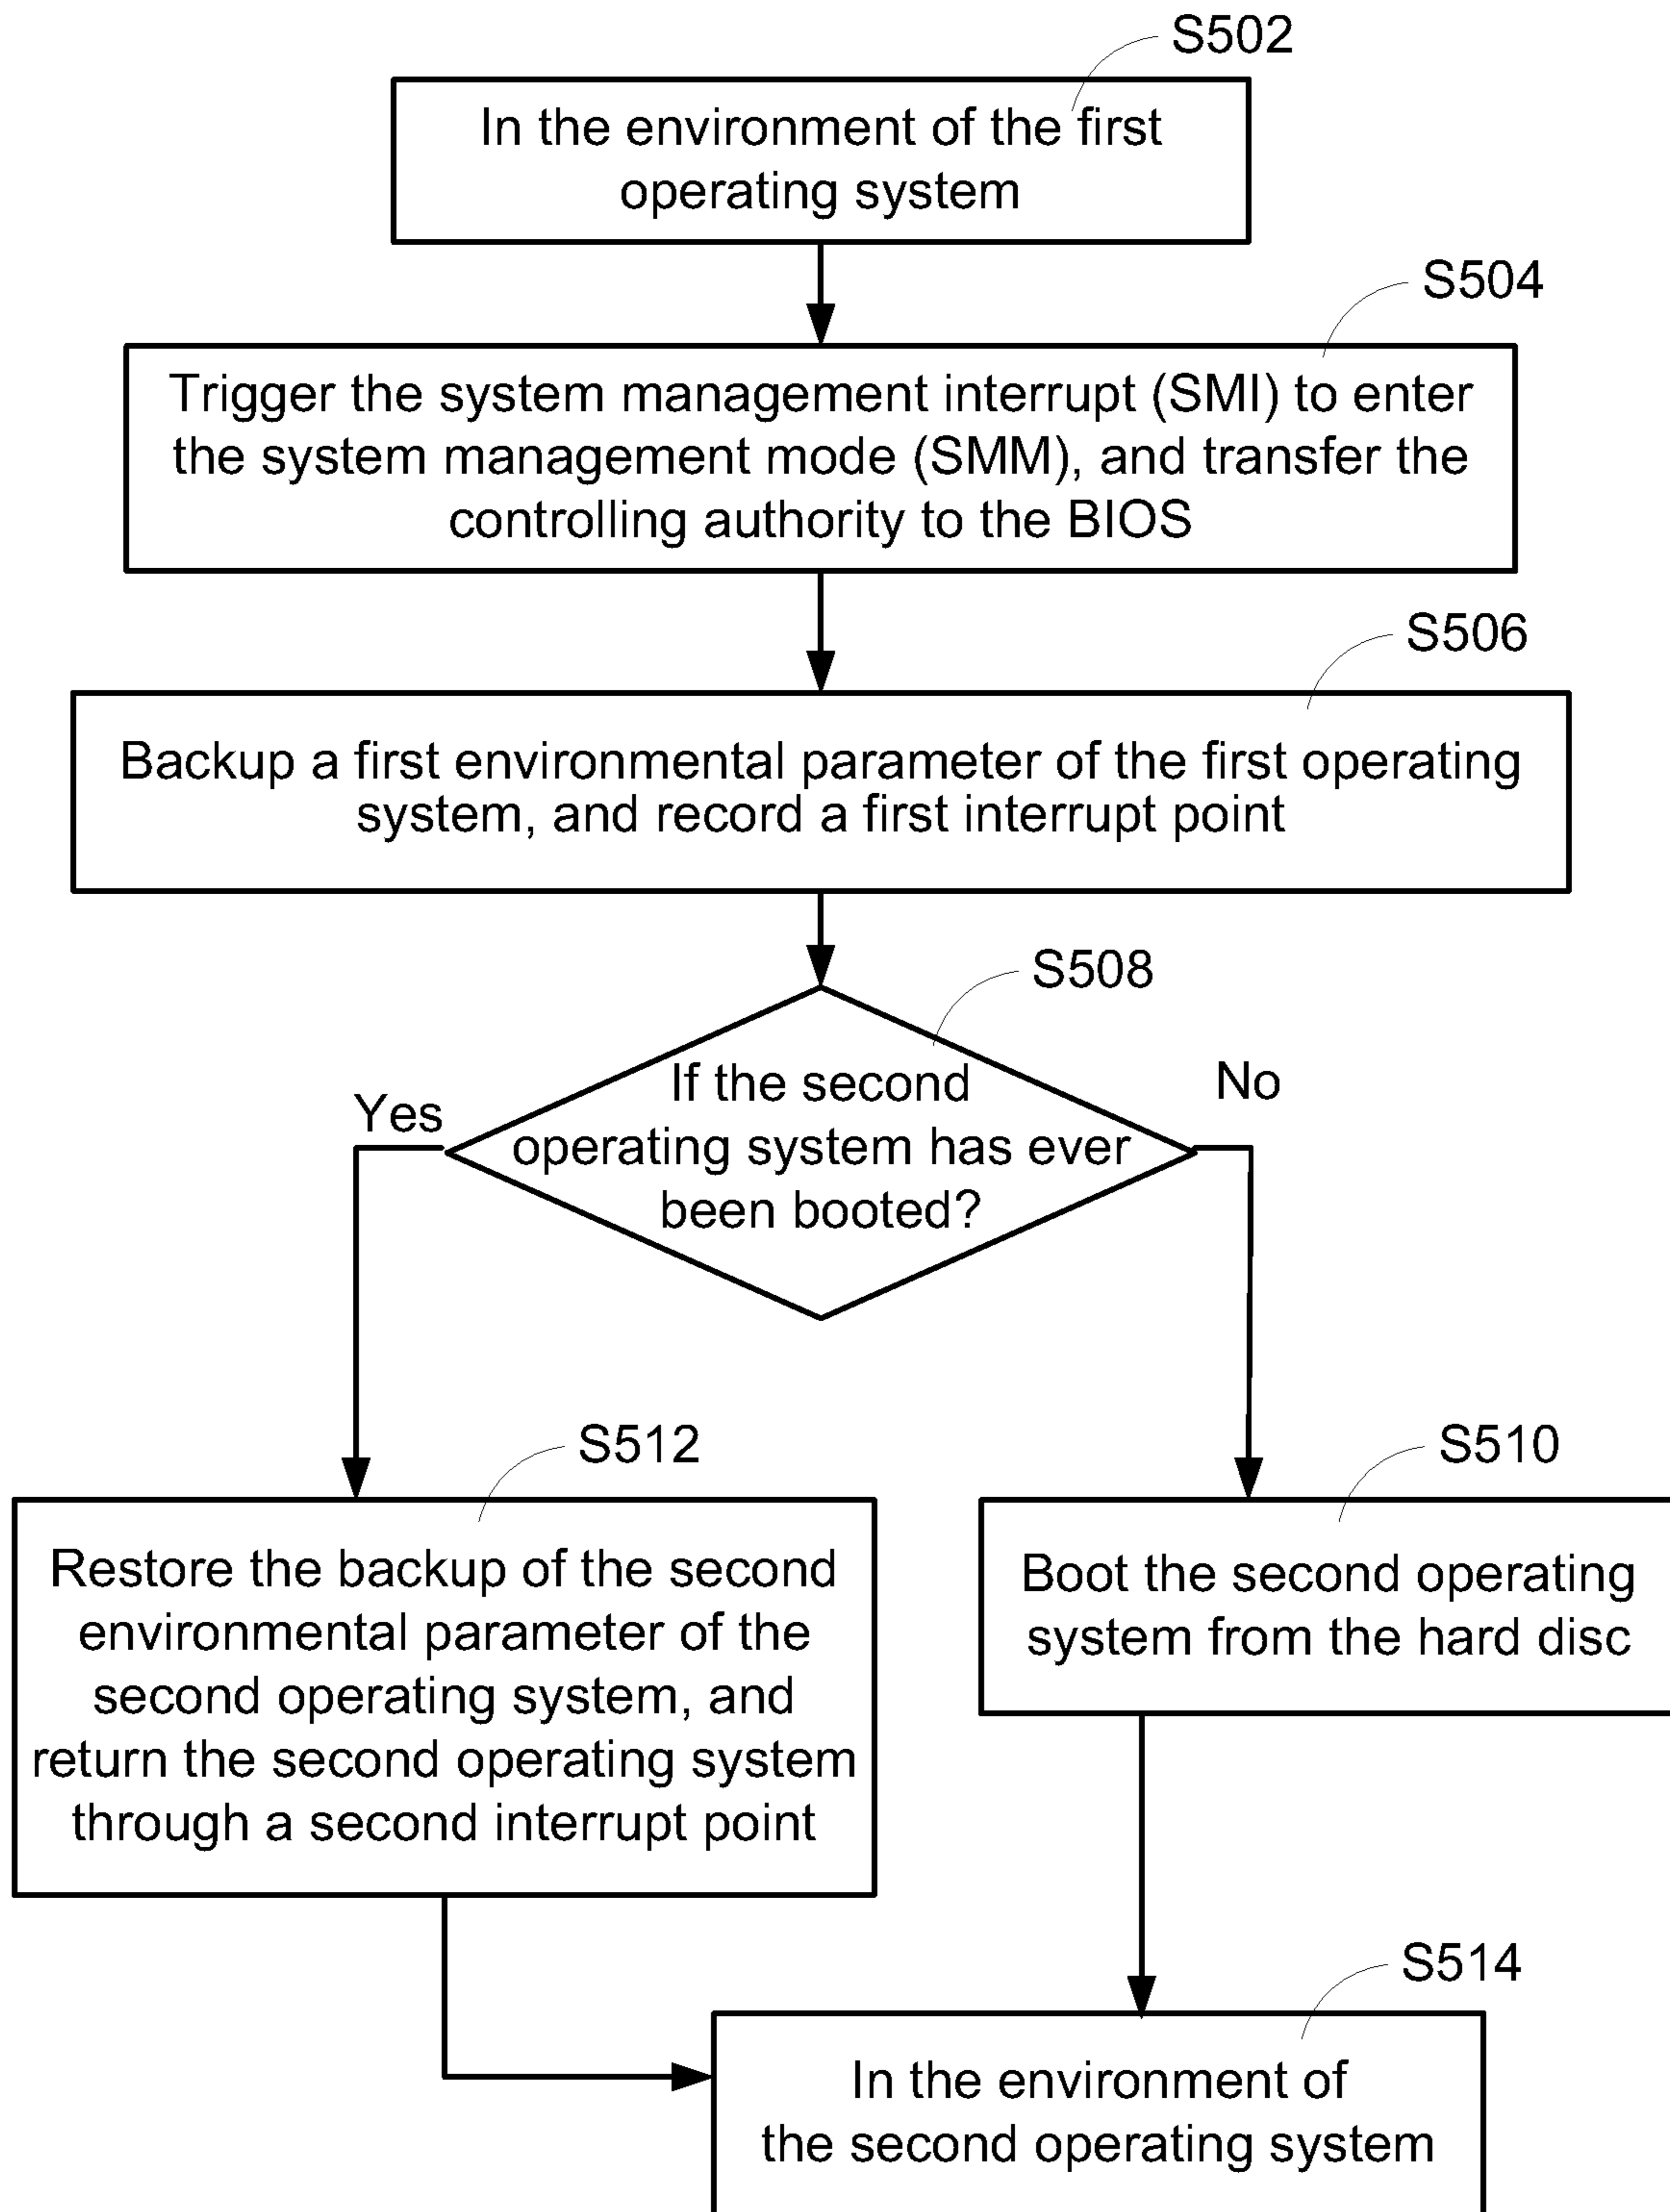 S502
In the environment of the first
operating system
S504
Trigger the system management interrupt (SMI) to enter
the system management mode (SMM), and transfer the
controlling authority to the BIOS
S506
Backup a first environmental parameter of the first operating
system, and record a first interrupt point
S508
If the second
operating system has ever
been booted?
Yes
No
S512
Restore the backup of the second
environmental parameter of the
second operating system, and
return the second operating system
through a second interrupt point
S510
Boot the second operating
system from the hard disc
S514
In the environment of
the second operating system